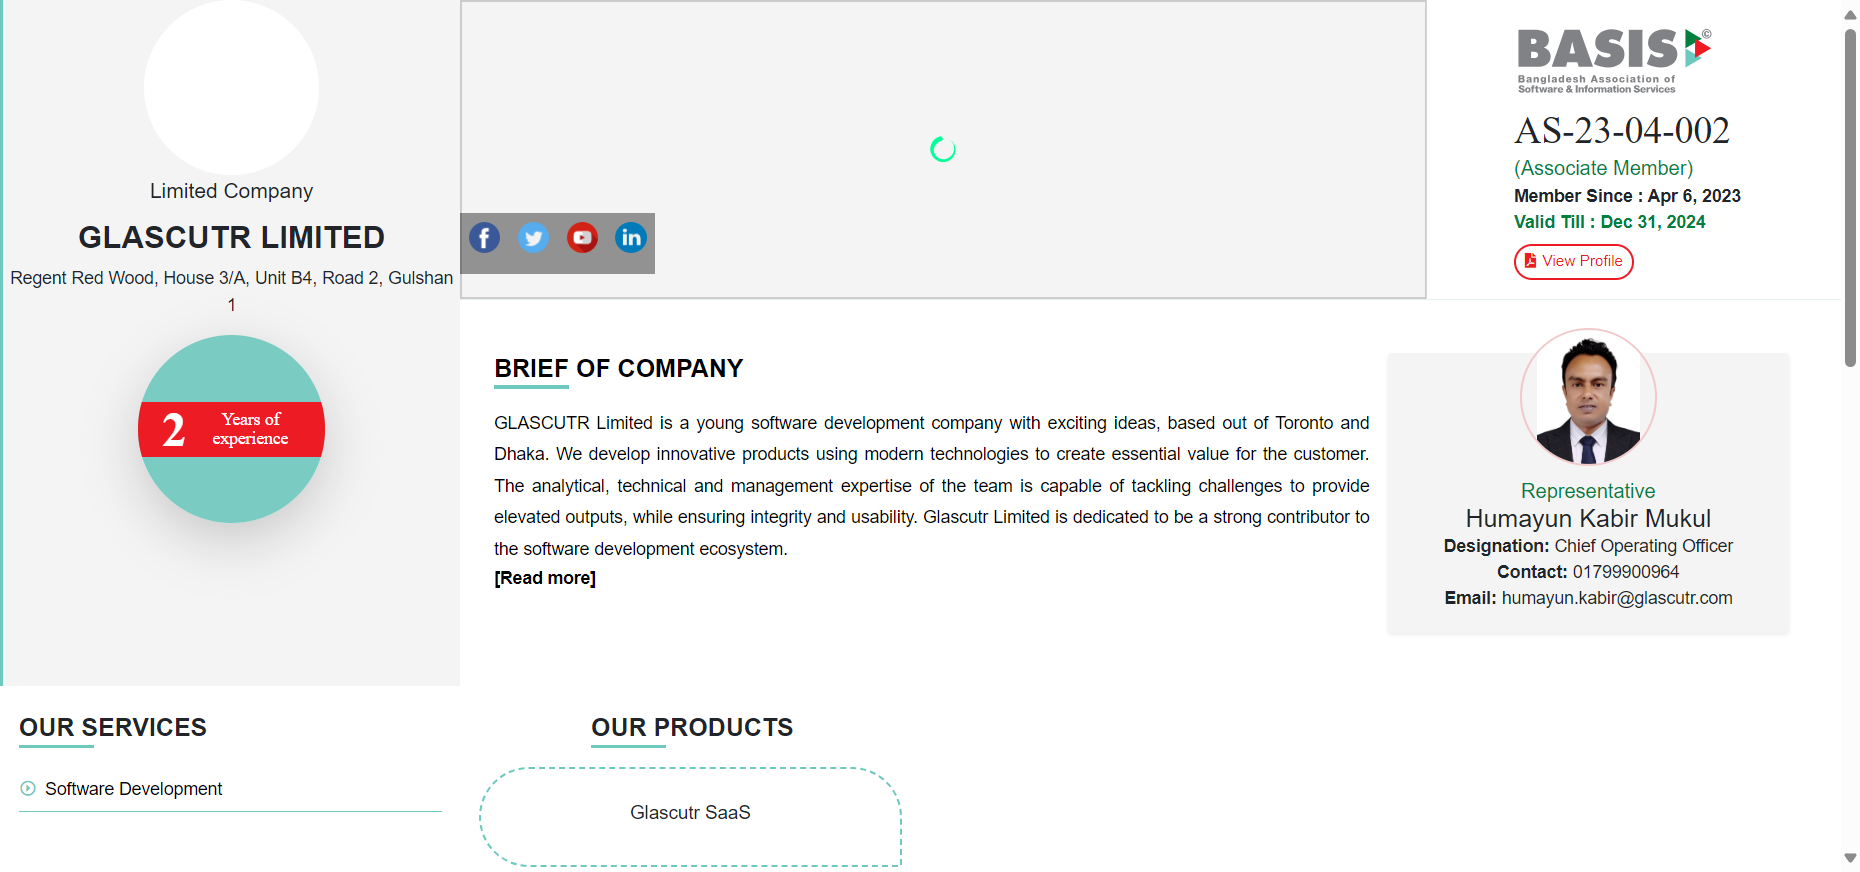 Limited Company
GLASCUTR LIMITED
Regent Red Wood, House 3/A, Unit B4, Road 2, Gulshan
1
2 Years of
experience
BASIS ©
Bangladesh Association of
Software & Information Services
AS-23-04-002
(Associate Member)
Member Since : Apr 6, 2023
Valid Till : Dec 31, 2024
View Profile
BRIEF OF COMPANY
GLASCUTR Limited is a young software development company with exciting ideas, based out of Toronto and
Dhaka. We develop innovative products using modern technologies to create essential value for the customer.
The analytical, technical and management expertise of the team is capable of tackling challenges to provide
elevated outputs, while ensuring integrity and usability. Glascutr Limited is dedicated to be a strong contributor to
the software development ecosystem.
[Read more]
Representative
Humayun Kabir Mukul
Designation: Chief Operating Officer
Contact: 01799900964
Email: humayun.kabir@glascutr.com
OUR SERVICES
Software Development
OUR PRODUCTS
Glascutr SaaS